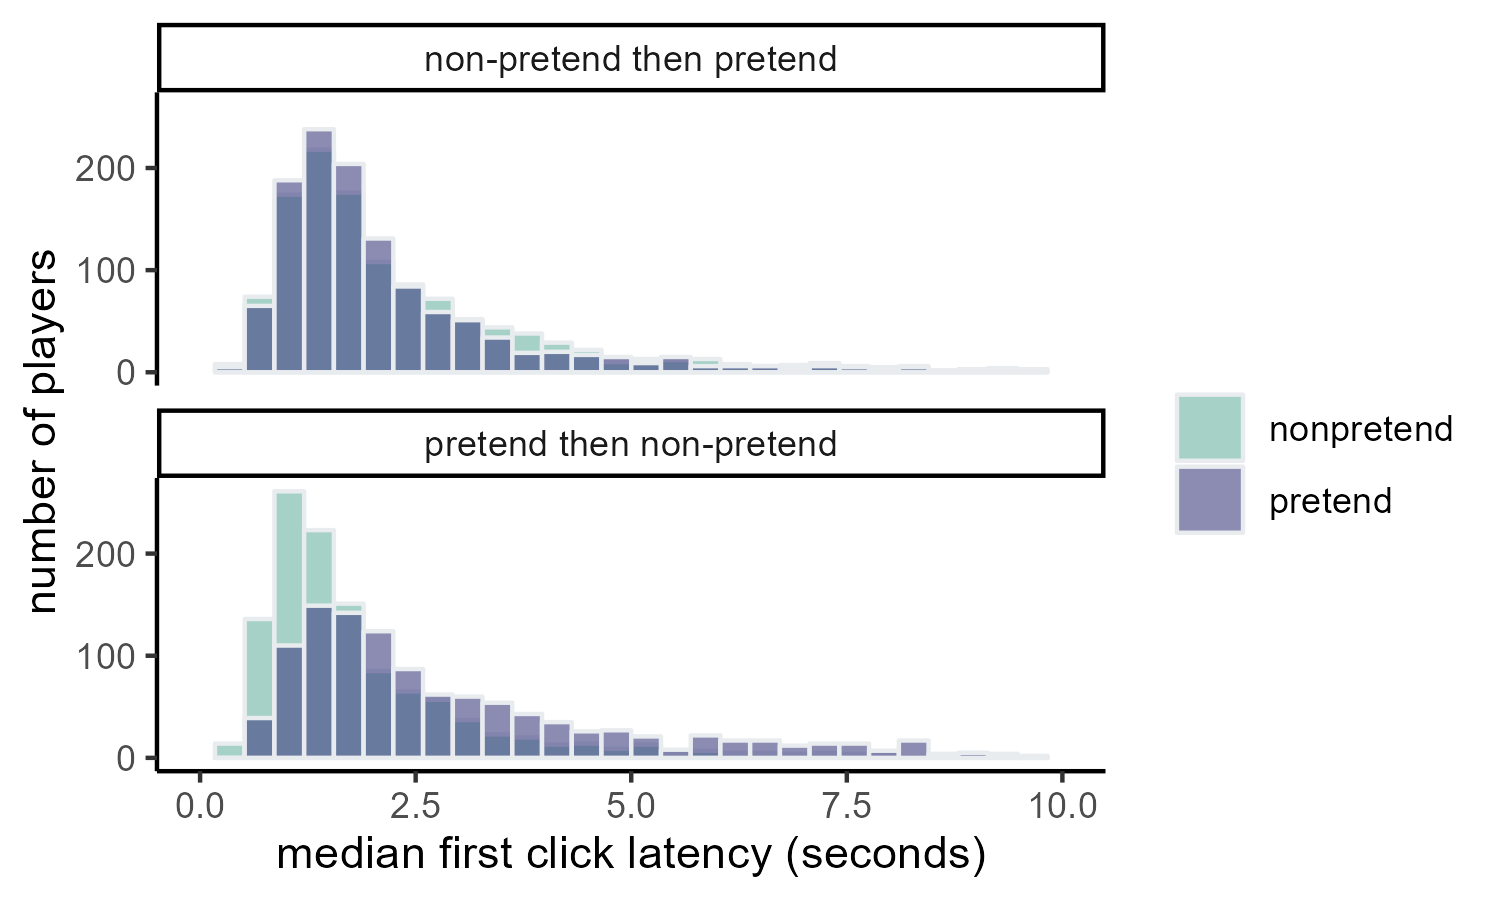 non-pretend then pretend
200
100
0
pretend then non-pretend
200
100
0
0.0 2.5 5.0 7.5 10.0
median first click latency (seconds)
number of players
nonpretend
pretend